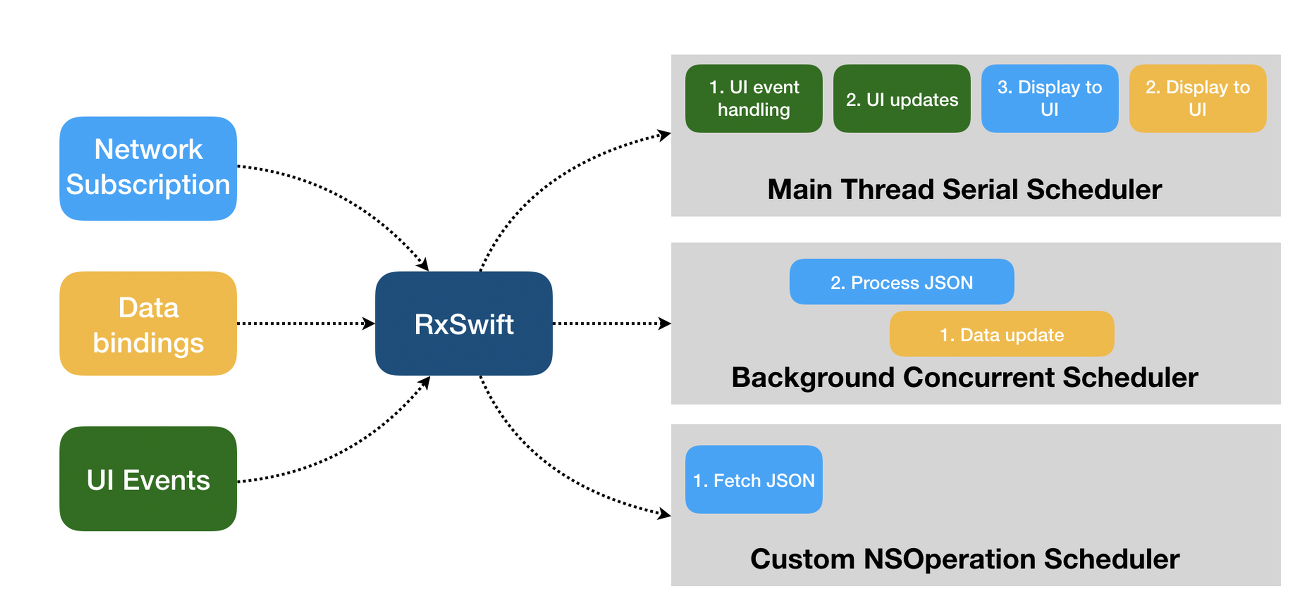 Network
Subscription
Data
bindings
UI Events
RxSwift
1. UI event
handling
2. UI updates
3. Display to
UI
2. Display to
UI
Main Thread Serial Scheduler
2. Process JSON
1. Data update
Background Concurrent Scheduler
1. Fetch JSON
Custom NSOperation Scheduler